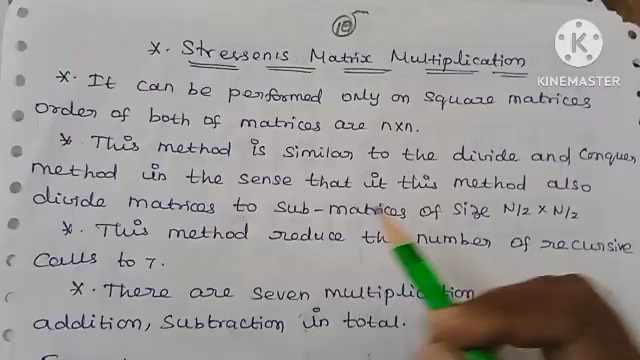 18
*. Stressen's Matrix Multiplication
KINEMASTER
*. It can be performed only on square matrices
order of both of matrices are nxn.
* This method is similar to the divide and Conquer
method in the sense that it this method also
divide matrices to sub-matrices of size N/2 x N/2
*. This method reduce the number of recursive
calls to 7.
*. There are seven multiplication
addition, subtraction in total.